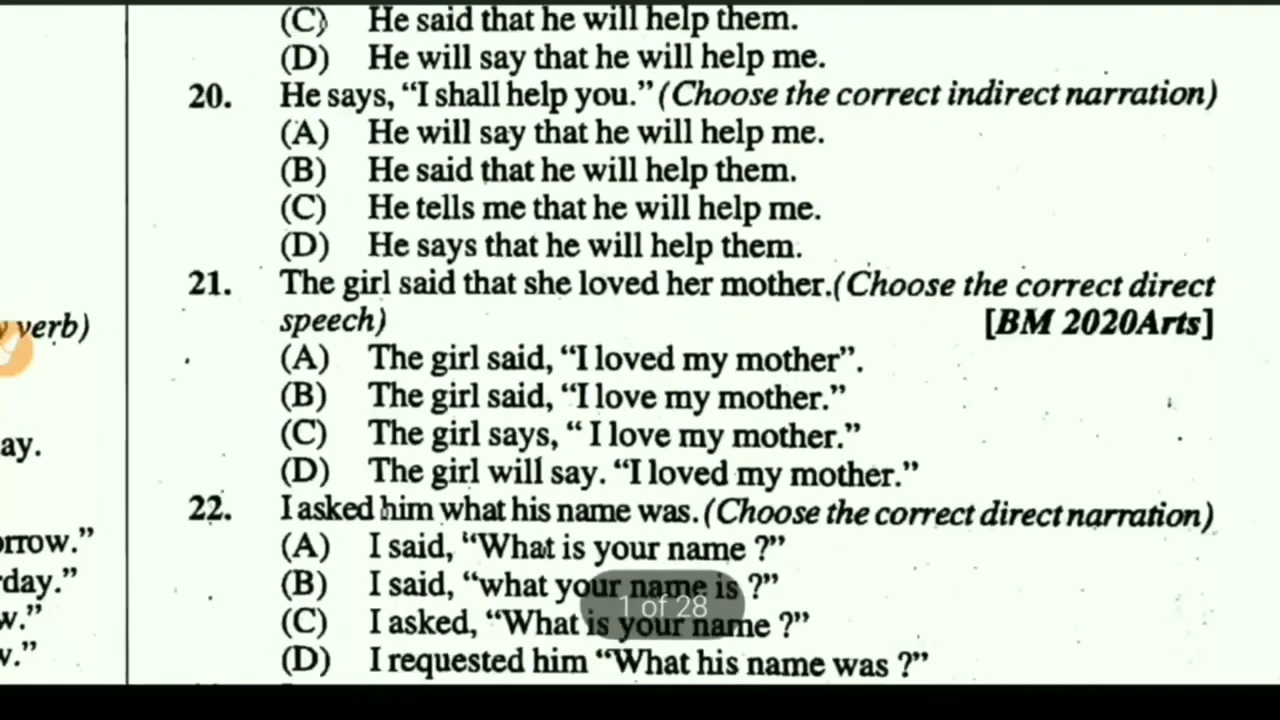 (C) He said that he will help them.
(D) He will say that he will help me.
20. He says, “I shall help you.” (Choose the correct indirect narration)
(A) He will say that he will help me.
(B) He said that he will help them.
(C) He tells me that he will help me.
(D) He says that he will help them.
21. The girl said that she loved her mother.(Choose the correct direct
speech) [BM 2020Arts]
(A) The girl said, “I loved my mother”.
(B) The girl said, “I love my mother.”
(C) The girl says, “ I love my mother.”
(D) The girl will say. “I loved my mother.”
22. I asked him what his name was. (Choose the correct direct narration)
(A) I said, “What is your name ?”
(B) I said, “what your name is ?”
(C) I asked, “What is your name ?”
(D) I requested him “What his name was ?”
verb)
ay.
orrow.”
rday.”
w.”
v.”
1 of 28